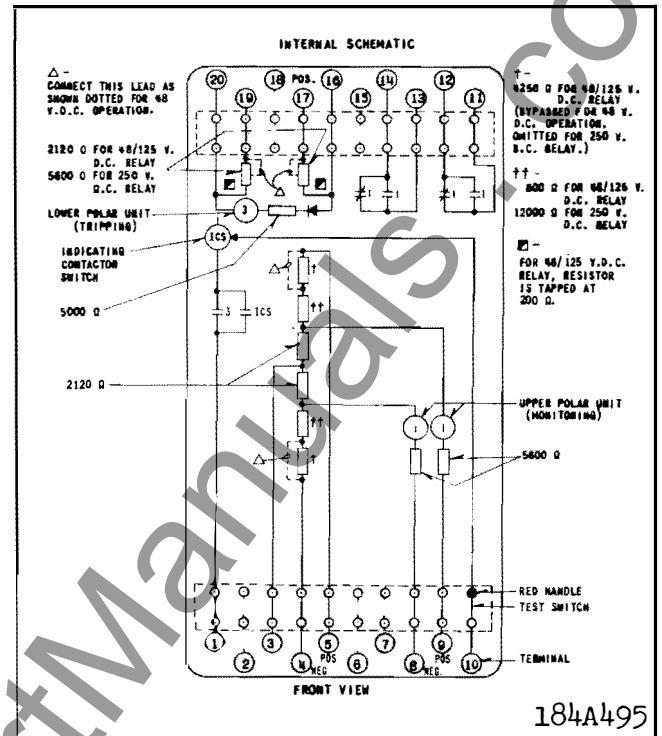 INTERNAL SCHEMATIC
△ -
CONNECT THIS LEAD AS
SHOWN DOTTED FOR 48
V.D.C. OPERATION.
2120 Ω FOR 48/125 V.
D.C. RELAY
5600 Ω FOR 250 V.
D.C. RELAY
LOWER POLAR UNIT
(TRIPPING)
INDICATING
CONTACTOR
SWITCH
5000 Ω
2120 Ω
20 18 POS. 16 14 12
19 17 15 13 11
△
3
ICS
3 ICS
△ †
††
††
△ †
I I
I I
† -
4250 Ω FOR 48/125 V.
D.C. RELAY
(BYPASSED FOR 48 V.
D.C. OPERATION.
OMITTED FOR 250 V.
D.C. RELAY.)
†† -
800 Ω FOR 48/125 V.
D.C. RELAY
12000 Ω FOR 250 V.
D.C. RELAY
FOR 48/125 V.D.C.
RELAY, RESISTOR
IS TAPPED AT
200 Ω.
UPPER POLAR UNIT
(MONITORING)
5600 Ω
RED HANDLE
TEST SWITCH
TERMINAL
1 3 5 POS 7 9 POS
2 4 NEG 6 8 NEG. 10
FRONT VIEW
184A495